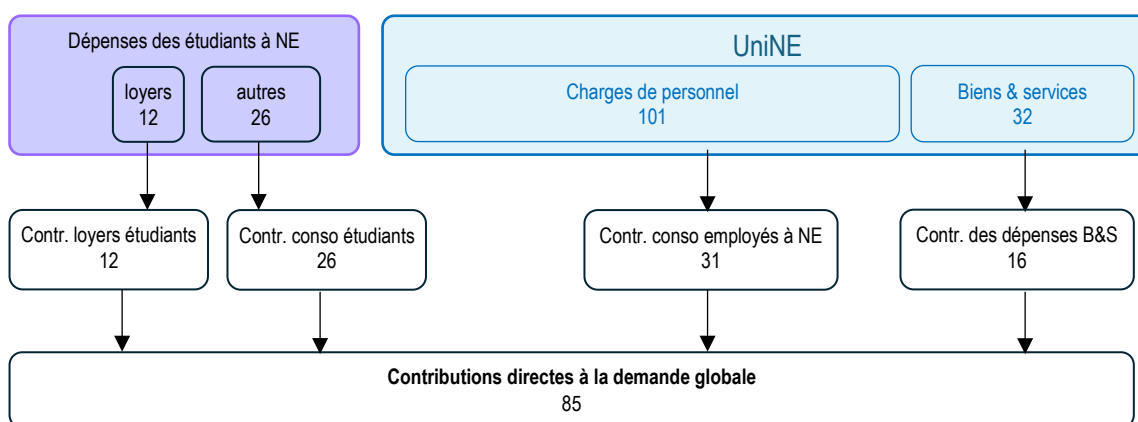 Dépenses des étudiants à NE
loyers
12
autres
26
UniNE
Charges de personnel
101
Biens & services
32
Contr. loyers étudiants
12
Contr. conso étudiants
26
Contr. conso employés à NE
31
Contr. des dépenses B&S
16
Contributions directes à la demande globale
85